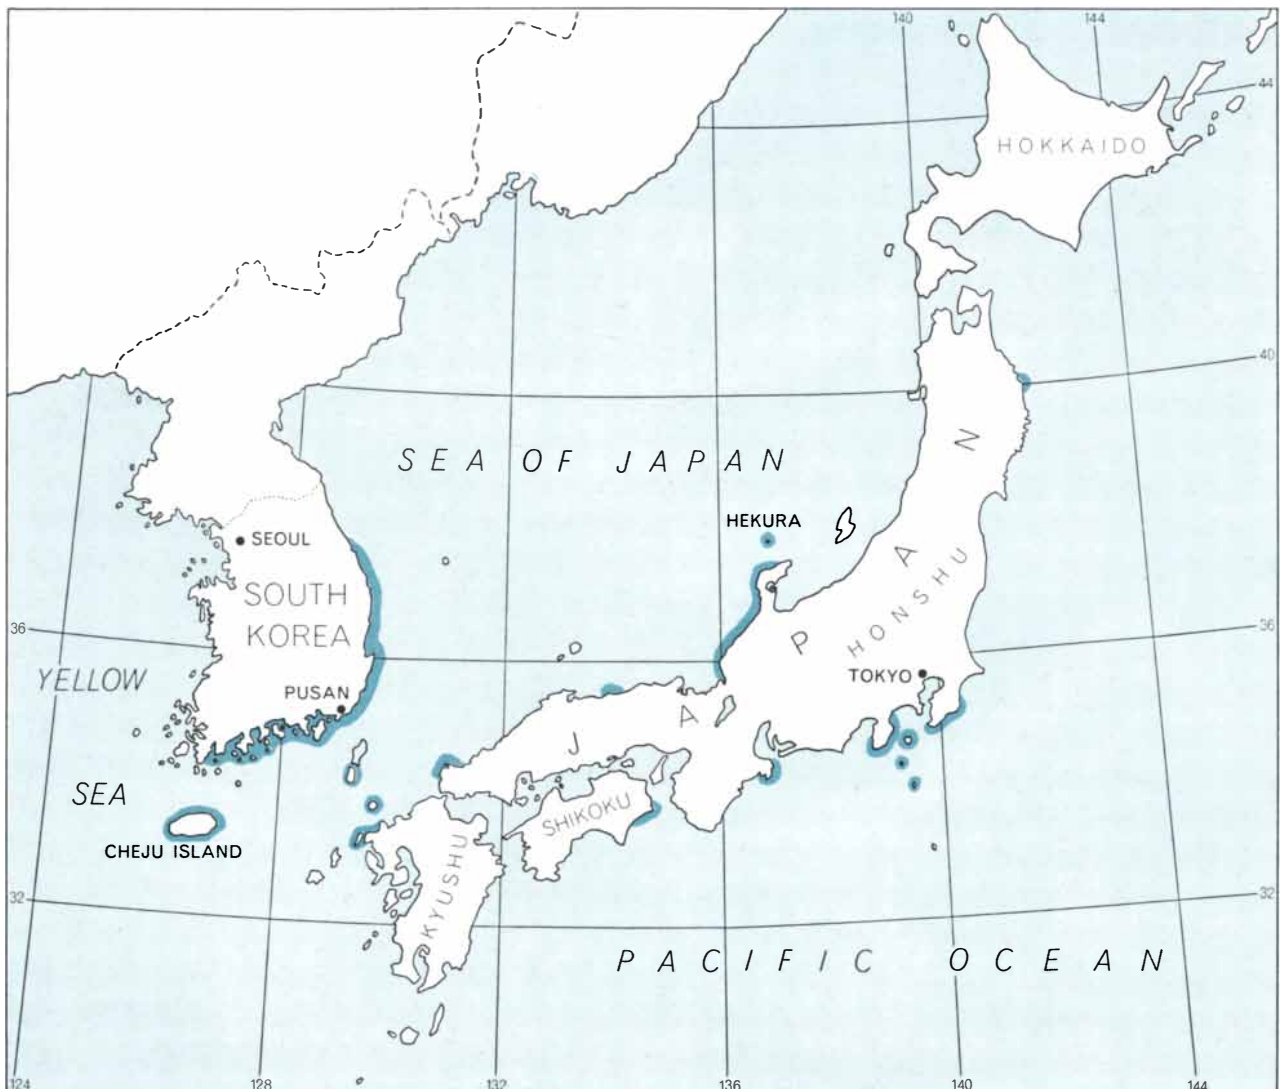 140
144
44
HOKKAIDO
40
SEA OF JAPAN
HEKURA
SEOUL
SOUTH
KOREA
JAPAN
HONSHU
36
36
YELLOW
SEA
PUSAN
TOKYO
CHEJU ISLAND
SHIKOKU
KYUSHU
32
32
PACIFIC OCEAN
124
128
132
136
140
144